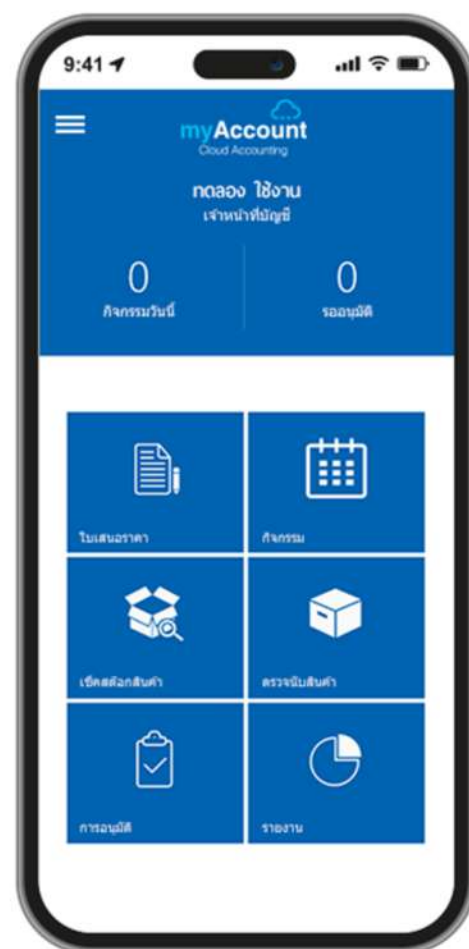 9:41
myAccount
Cloud Accounting
ทดลอง ใช้งาน
เจ้าหน้าที่บัญชี
0
กิจกรรมวันนี้
0
รออนุมัติ
ใบเสนอราคา
กิจกรรม
เช็คสต๊อกสินค้า
ตรวจนับสินค้า
การอนุมัติ
รายงาน